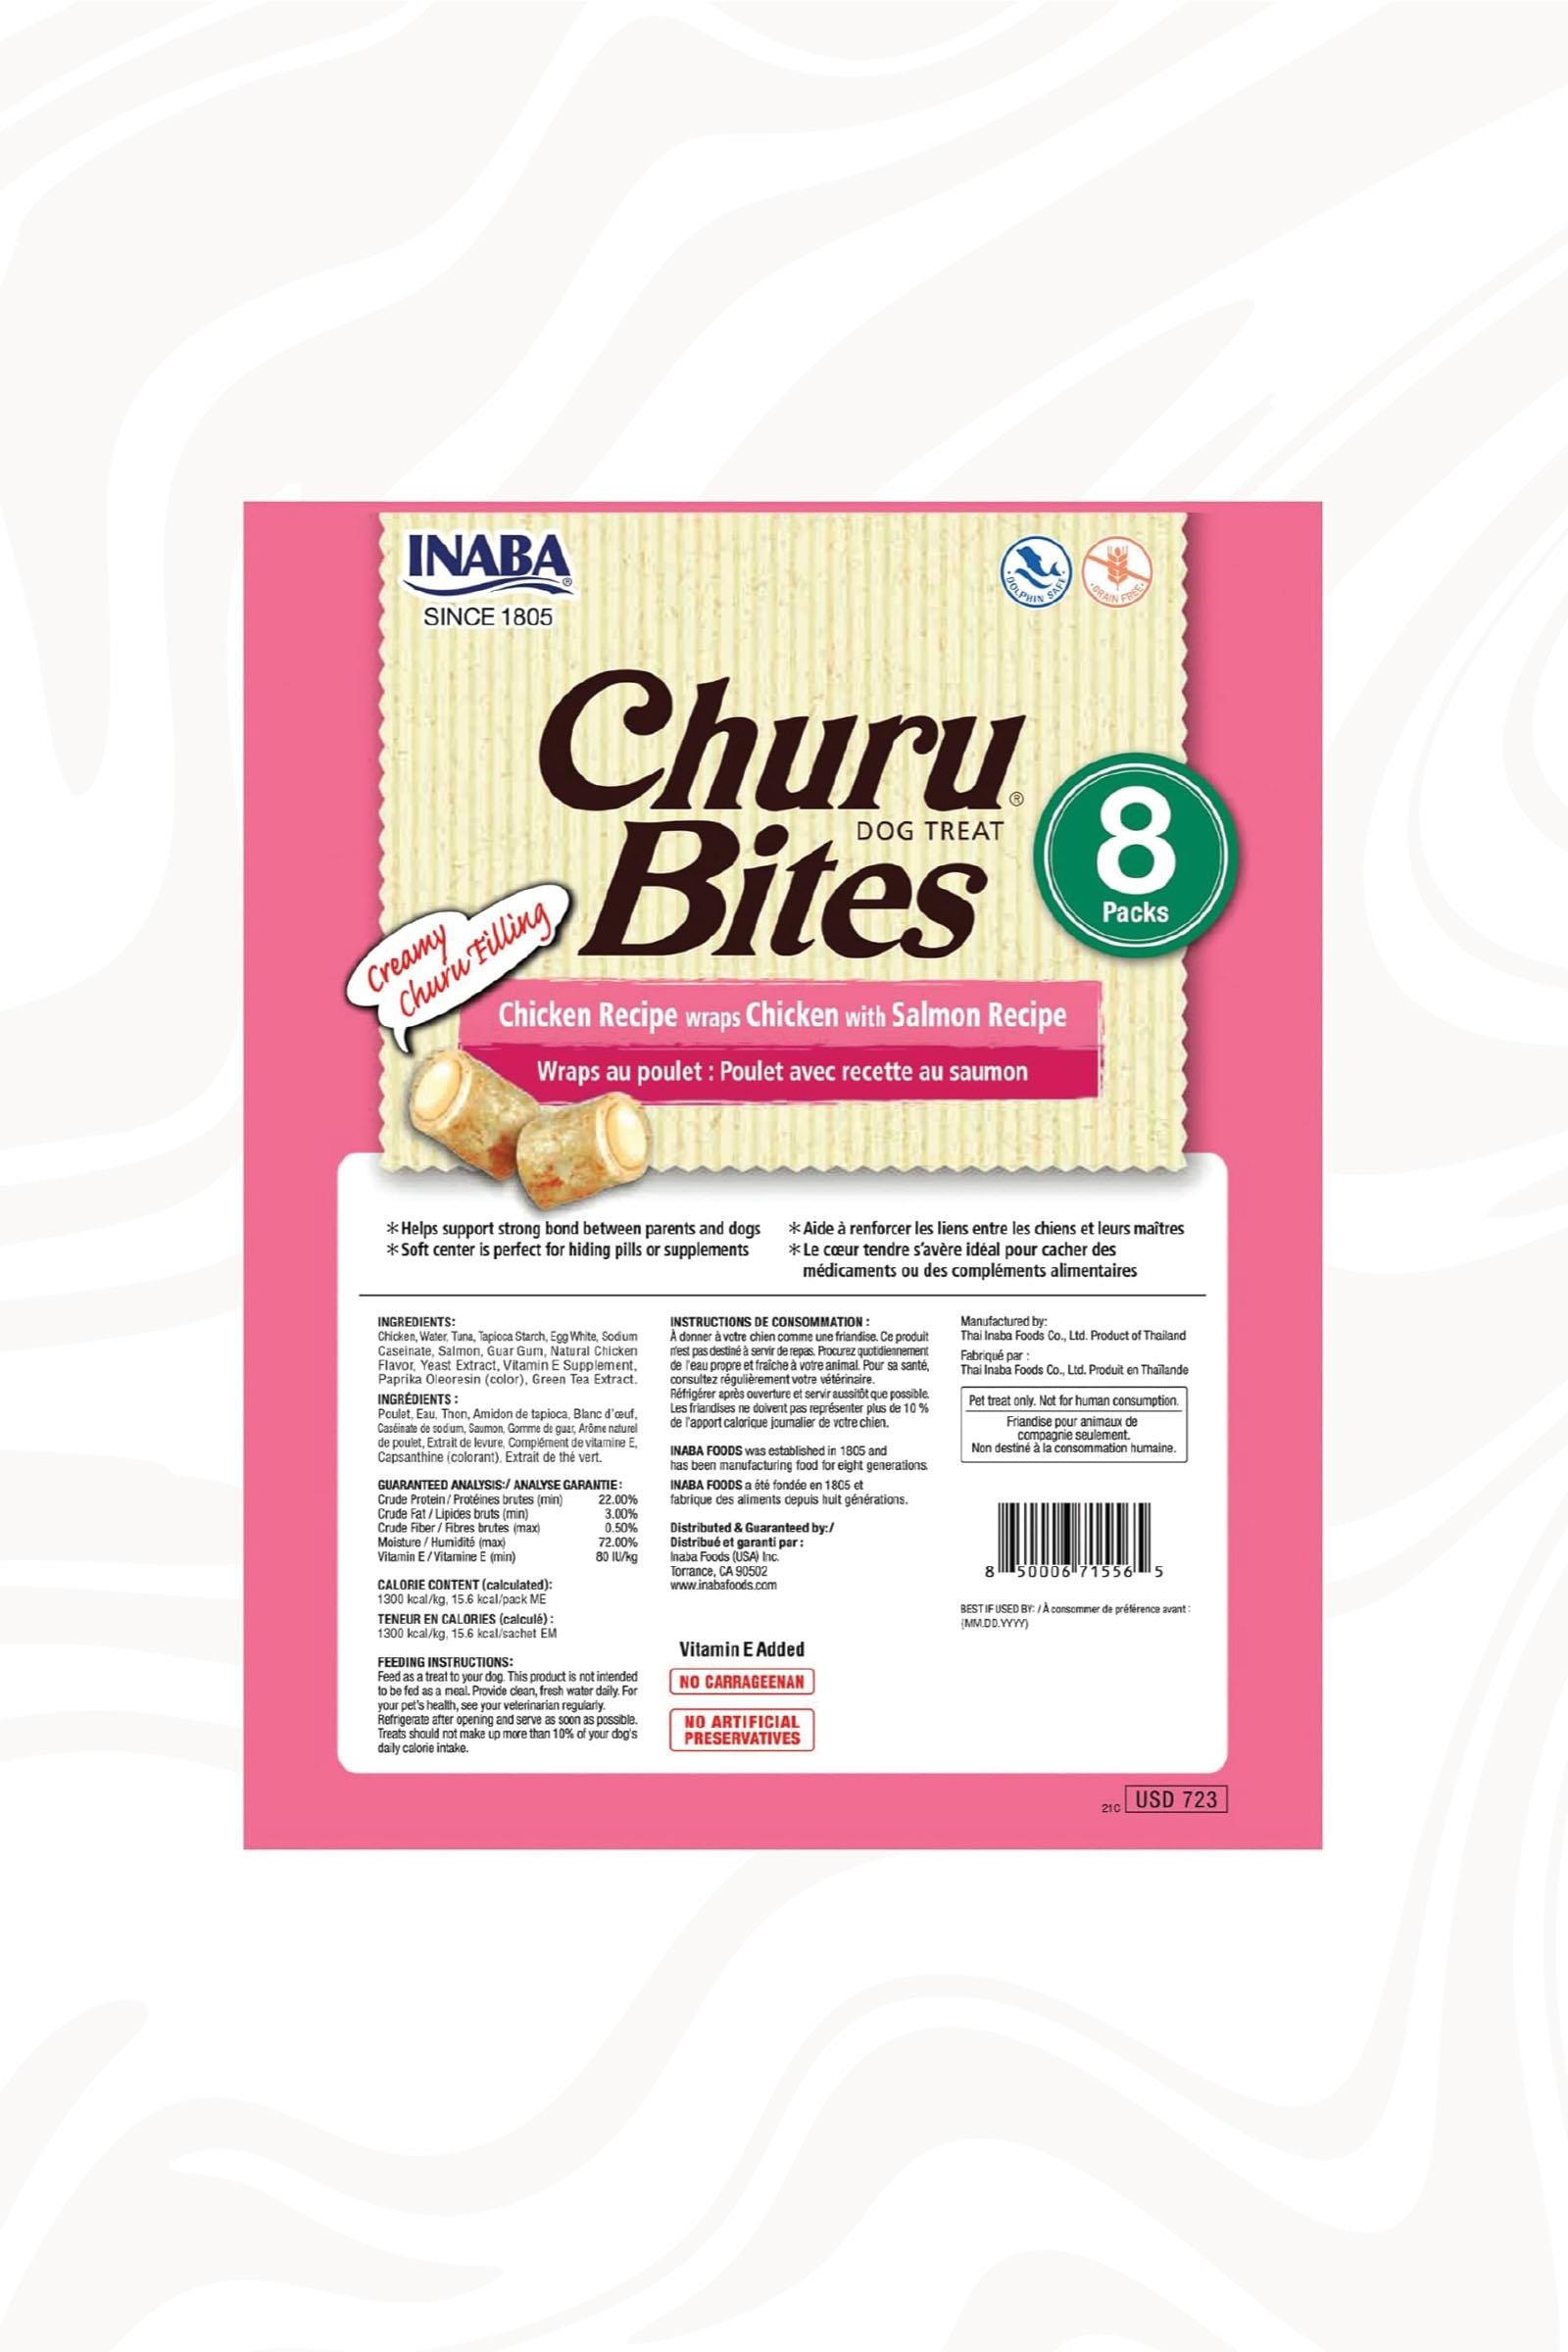 INABA®
SINCE 1805
DOLPHIN SAFE
GRAIN FREE
Churu®
DOG TREAT
Bites
8
Packs
Creamy
Churu Filling
Chicken Recipe wraps Chicken with Salmon Recipe
Wraps au poulet : Poulet avec recette au saumon
*Helps support strong bond between parents and dogs
*Soft center is perfect for hiding pills or supplements
*Aide à renforcer les liens entre les chiens et leurs maîtres
*Le cœur tendre s'avère idéal pour cacher des
médicaments ou des compléments alimentaires
INGREDIENTS:
Chicken, Water, Tuna, Tapioca Starch, Egg White, Sodium
Caseinate, Salmon, Guar Gum, Natural Chicken
Flavor, Yeast Extract, Vitamin E Supplement,
Paprika Oleoresin (color), Green Tea Extract.
INGRÉDIENTS :
Poulet, Eau, Thon, Amidon de tapioca, Blanc d'œuf,
Caséinate de sodium, Saumon, Gomme de guar, Arôme naturel
de poulet, Extrait de levure, Complément de vitamine E,
Capsanthine (colorant), Extrait de thé vert.
GUARANTEED ANALYSIS:/ ANALYSE GARANTIE :
Crude Protein / Protéines brutes (min) 22.00%
Crude Fat / Lipides bruts (min) 3.00%
Crude Fiber / Fibres brutes (max) 0.50%
Moisture / Humidité (max) 72.00%
Vitamin E / Vitamine E (min) 80 IU/kg
CALORIE CONTENT (calculated):
1300 kcal/kg, 15.6 kcal/pack ME
TENEUR EN CALORIES (calculé) :
1300 kcal/kg, 15.6 kcal/sachet EM
FEEDING INSTRUCTIONS:
Feed as a treat to your dog. This product is not intended
to be fed as a meal. Provide clean, fresh water daily. For
your pet's health, see your veterinarian regularly.
Refrigerate after opening and serve as soon as possible.
Treats should not make up more than 10% of your dog's
daily calorie intake.
INSTRUCTIONS DE CONSOMMATION :
À donner à votre chien comme une friandise. Ce produit
n'est pas destiné à servir de repas. Procurez quotidiennement
de l'eau propre et fraîche à votre animal. Pour sa santé,
consultez régulièrement votre vétérinaire.
Réfrigérer après ouverture et servir aussitôt que possible.
Les friandises ne doivent pas représenter plus de 10 %
de l'apport calorique journalier de votre chien.
INABA FOODS was established in 1805 and
has been manufacturing food for eight generations.
INABA FOODS a été fondée en 1805 et
fabrique des aliments depuis huit générations.
Distributed & Guaranteed by:/
Distribué et garanti par :
Inaba Foods (USA) Inc.
Torrance, CA 90502
www.inabafoods.com
Vitamin E Added
NO CARRAGEENAN
NO ARTIFICIAL
PRESERVATIVES
Manufactured by:
Thai Inaba Foods Co., Ltd. Product of Thailand
Fabriqué par :
Thai Inaba Foods Co., Ltd. Produit en Thaïlande
Pet treat only. Not for human consumption.
Friandise pour animaux de
compagnie seulement.
Non destiné à la consommation humaine.
8 50006 71556 5
BEST IF USED BY: / À consommer de préférence avant :
(MM.DD.YYYY)
21C USD 723